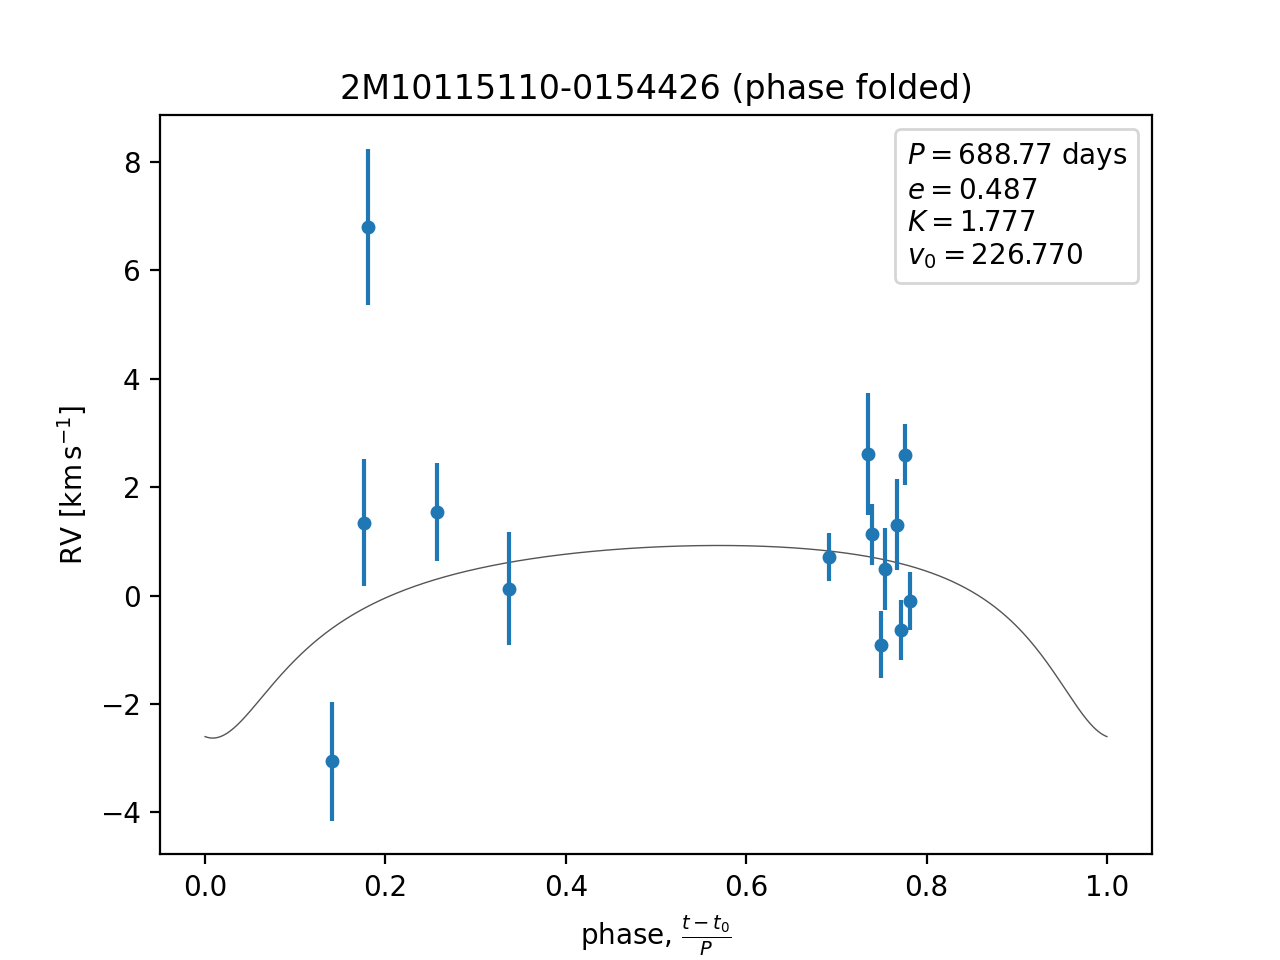 2M10115110-0154426 (phase folded)
P = 688.77 days
e = 0.487
K = 1.777
v₀ = 226.770
8
6
4
2
0
−2
−4
RV [km s⁻¹]
0.0 0.2 0.4 0.6 0.8 1.0
phase, (t − t₀)/P